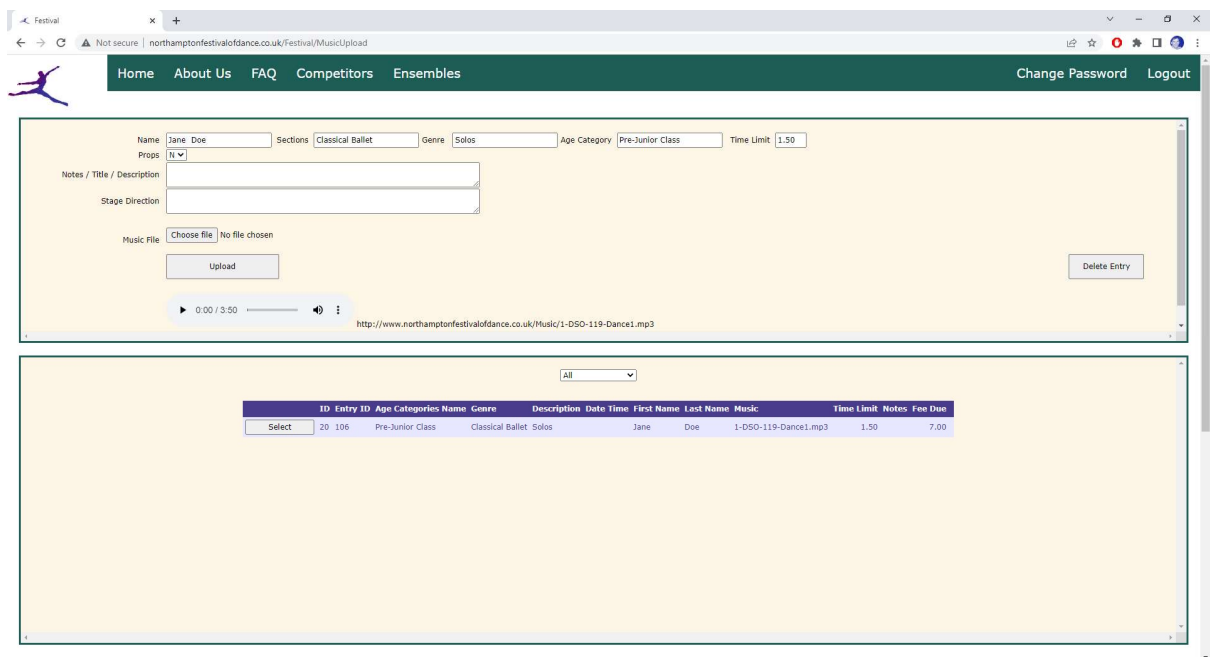 Festival
Not secure | northamptonfestivalofdance.co.uk/Festival/MusicUpload
Home About Us FAQ Competitors Ensembles Change Password Logout
Name Jane Doe Sections Classical Ballet Genre Solos Age Category Pre-Junior Class Time Limit 1.50
Props N
Notes / Title / Description
Stage Direction
Music File Choose file No file chosen
Upload Delete Entry
0:00 / 3:50
http://www.northamptonfestivalofdance.co.uk/Music/1-DSO-119-Dance1.mp3
All
ID Entry ID Age Categories Name Genre Description Date Time First Name Last Name Music Time Limit Notes Fee Due
Select 20 106 Pre-Junior Class Classical Ballet Solos Jane Doe 1-DSO-119-Dance1.mp3 1.50 7.00